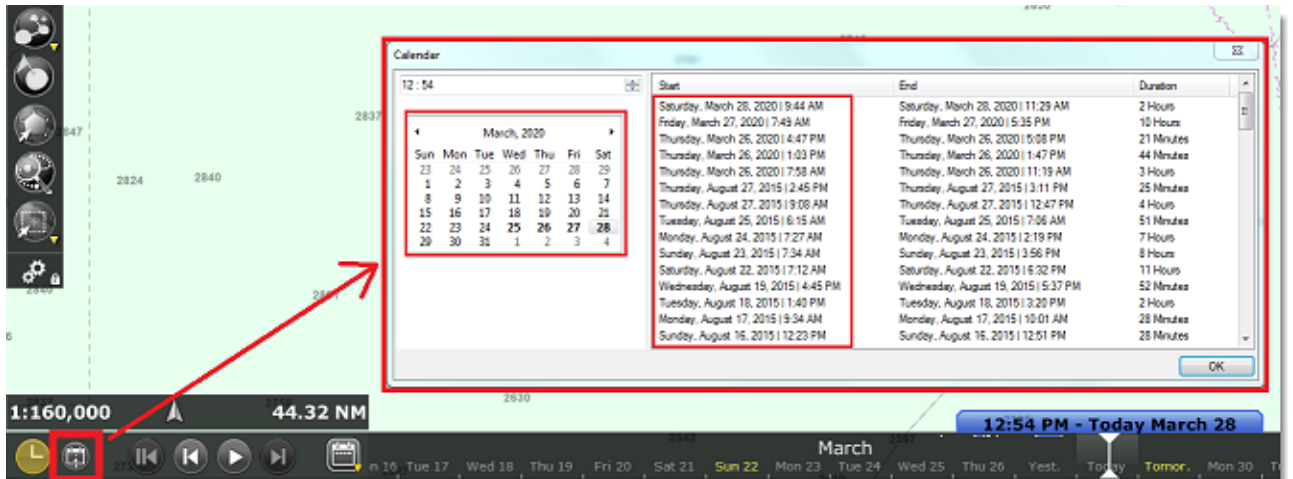 2840
2837
847
2824 2840
Calendar
12 : 54
March, 2020
Sun Mon Tue Wed Thu Fri Sat
23 24 25 26 27 28 29
1 2 3 4 5 6 7
8 9 10 11 12 13 14
15 16 17 18 19 20 21
22 23 24 25 26 27 28
29 30 31 1 2 3 4
Start End Duration
Saturday, March 28, 2020 | 9:44 AM Saturday, March 28, 2020 | 11:29 AM 2 Hours
Friday, March 27, 2020 | 7:49 AM Friday, March 27, 2020 | 5:35 PM 10 Hours
Thursday, March 26, 2020 | 4:47 PM Thursday, March 26, 2020 | 5:08 PM 21 Minutes
Thursday, March 26, 2020 | 1:03 PM Thursday, March 26, 2020 | 1:47 PM 44 Minutes
Thursday, March 26, 2020 | 7:58 AM Thursday, March 26, 2020 | 11:19 AM 3 Hours
Thursday, August 27, 2015 | 2:45 PM Thursday, August 27, 2015 | 3:11 PM 25 Minutes
Thursday, August 27, 2015 | 9:08 AM Thursday, August 27, 2015 | 12:47 PM 4 Hours
Tuesday, August 25, 2015 | 6:15 AM Tuesday, August 25, 2015 | 7:06 AM 51 Minutes
Monday, August 24, 2015 | 7:27 AM Monday, August 24, 2015 | 2:19 PM 7 Hours
Sunday, August 23, 2015 | 7:34 AM Sunday, August 23, 2015 | 3:56 PM 8 Hours
Saturday, August 22, 2015 | 7:12 AM Saturday, August 22, 2015 | 6:32 PM 11 Hours
Wednesday, August 19, 2015 | 4:45 PM Wednesday, August 19, 2015 | 5:37 PM 52 Minutes
Tuesday, August 18, 2015 | 1:40 PM Tuesday, August 18, 2015 | 3:20 PM 2 Hours
Monday, August 17, 2015 | 9:34 AM Monday, August 17, 2015 | 10:01 AM 28 Minutes
Sunday, August 16, 2015 | 12:23 PM Sunday, August 16, 2015 | 12:51 PM 28 Minutes
OK
2630
1:160,000 44.32 NM
12:54 PM - Today March 28
March
n 16 Tue 17 Wed 18 Thu 19 Fri 20 Sat 21 Sun 22 Mon 23 Tue 24 Wed 25 Thu 26 Yest. Today Tomor. Mon 30